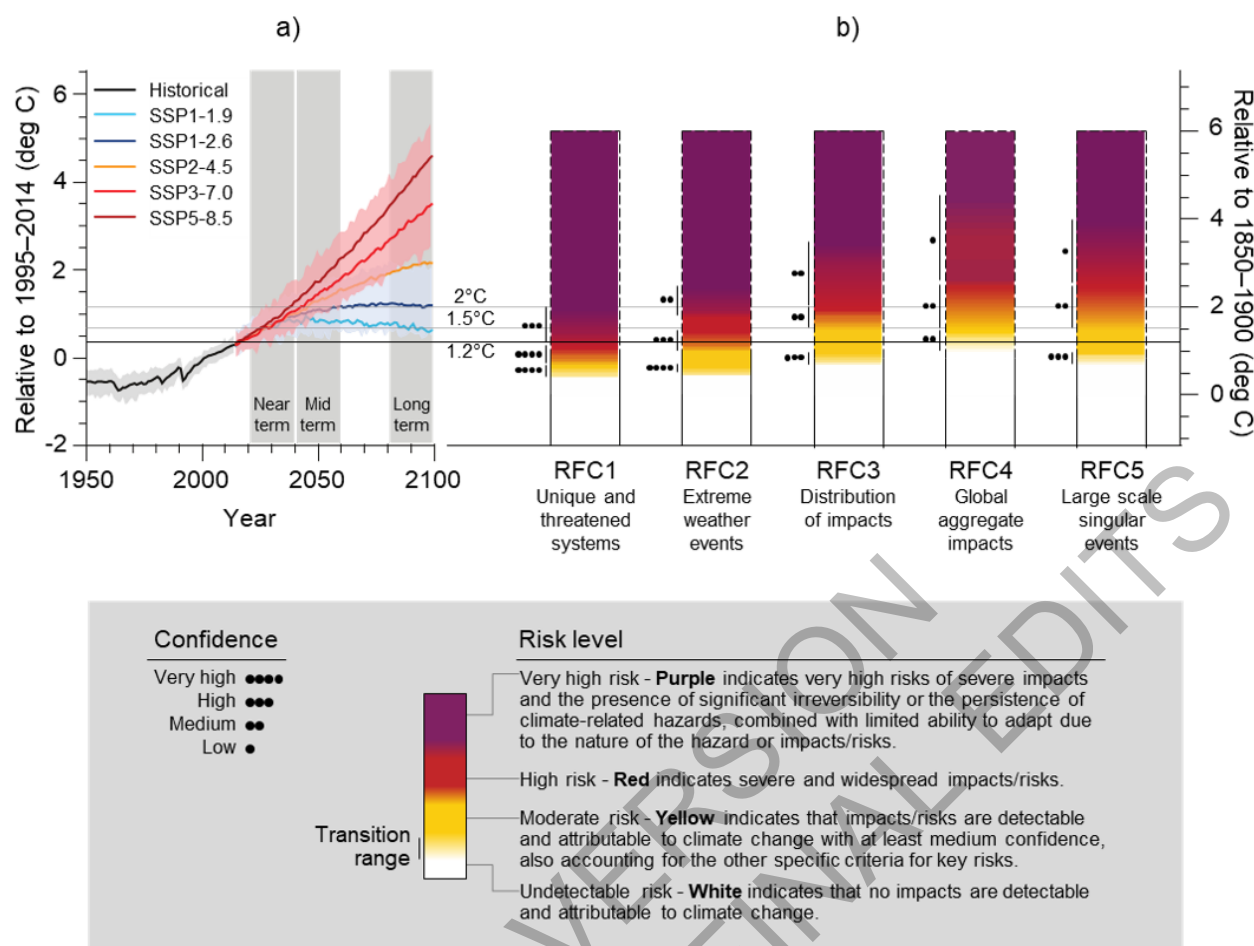 a)
b)
Relative to 1995–2014 (deg C)
6
4
2
0
-2
Historical
SSP1-1.9
SSP1-2.6
SSP2-4.5
SSP3-7.0
SSP5-8.5
Near
term
Mid
term
Long
term
1950
2000
2050
2100
Year
2°C
1.5°C
1.2°C
6
4
2
0
Relative to 1850–1900 (deg C)
RFC1
Unique and
threatened
systems
RFC2
Extreme
weather
events
RFC3
Distribution
of impacts
RFC4
Global
aggregate
impacts
RFC5
Large scale
singular
events
Confidence
Very high
High
Medium
Low
Transition
range
Risk level
Very high risk - Purple indicates very high risks of severe impacts
and the presence of significant irreversibility or the persistence of
climate-related hazards, combined with limited ability to adapt due
to the nature of the hazard or impacts/risks.
High risk - Red indicates severe and widespread impacts/risks.
Moderate risk - Yellow indicates that impacts/risks are detectable
and attributable to climate change with at least medium confidence,
also accounting for the other specific criteria for key risks.
Undetectable risk - White indicates that no impacts are detectable
and attributable to climate change.
VERSION
EDITS